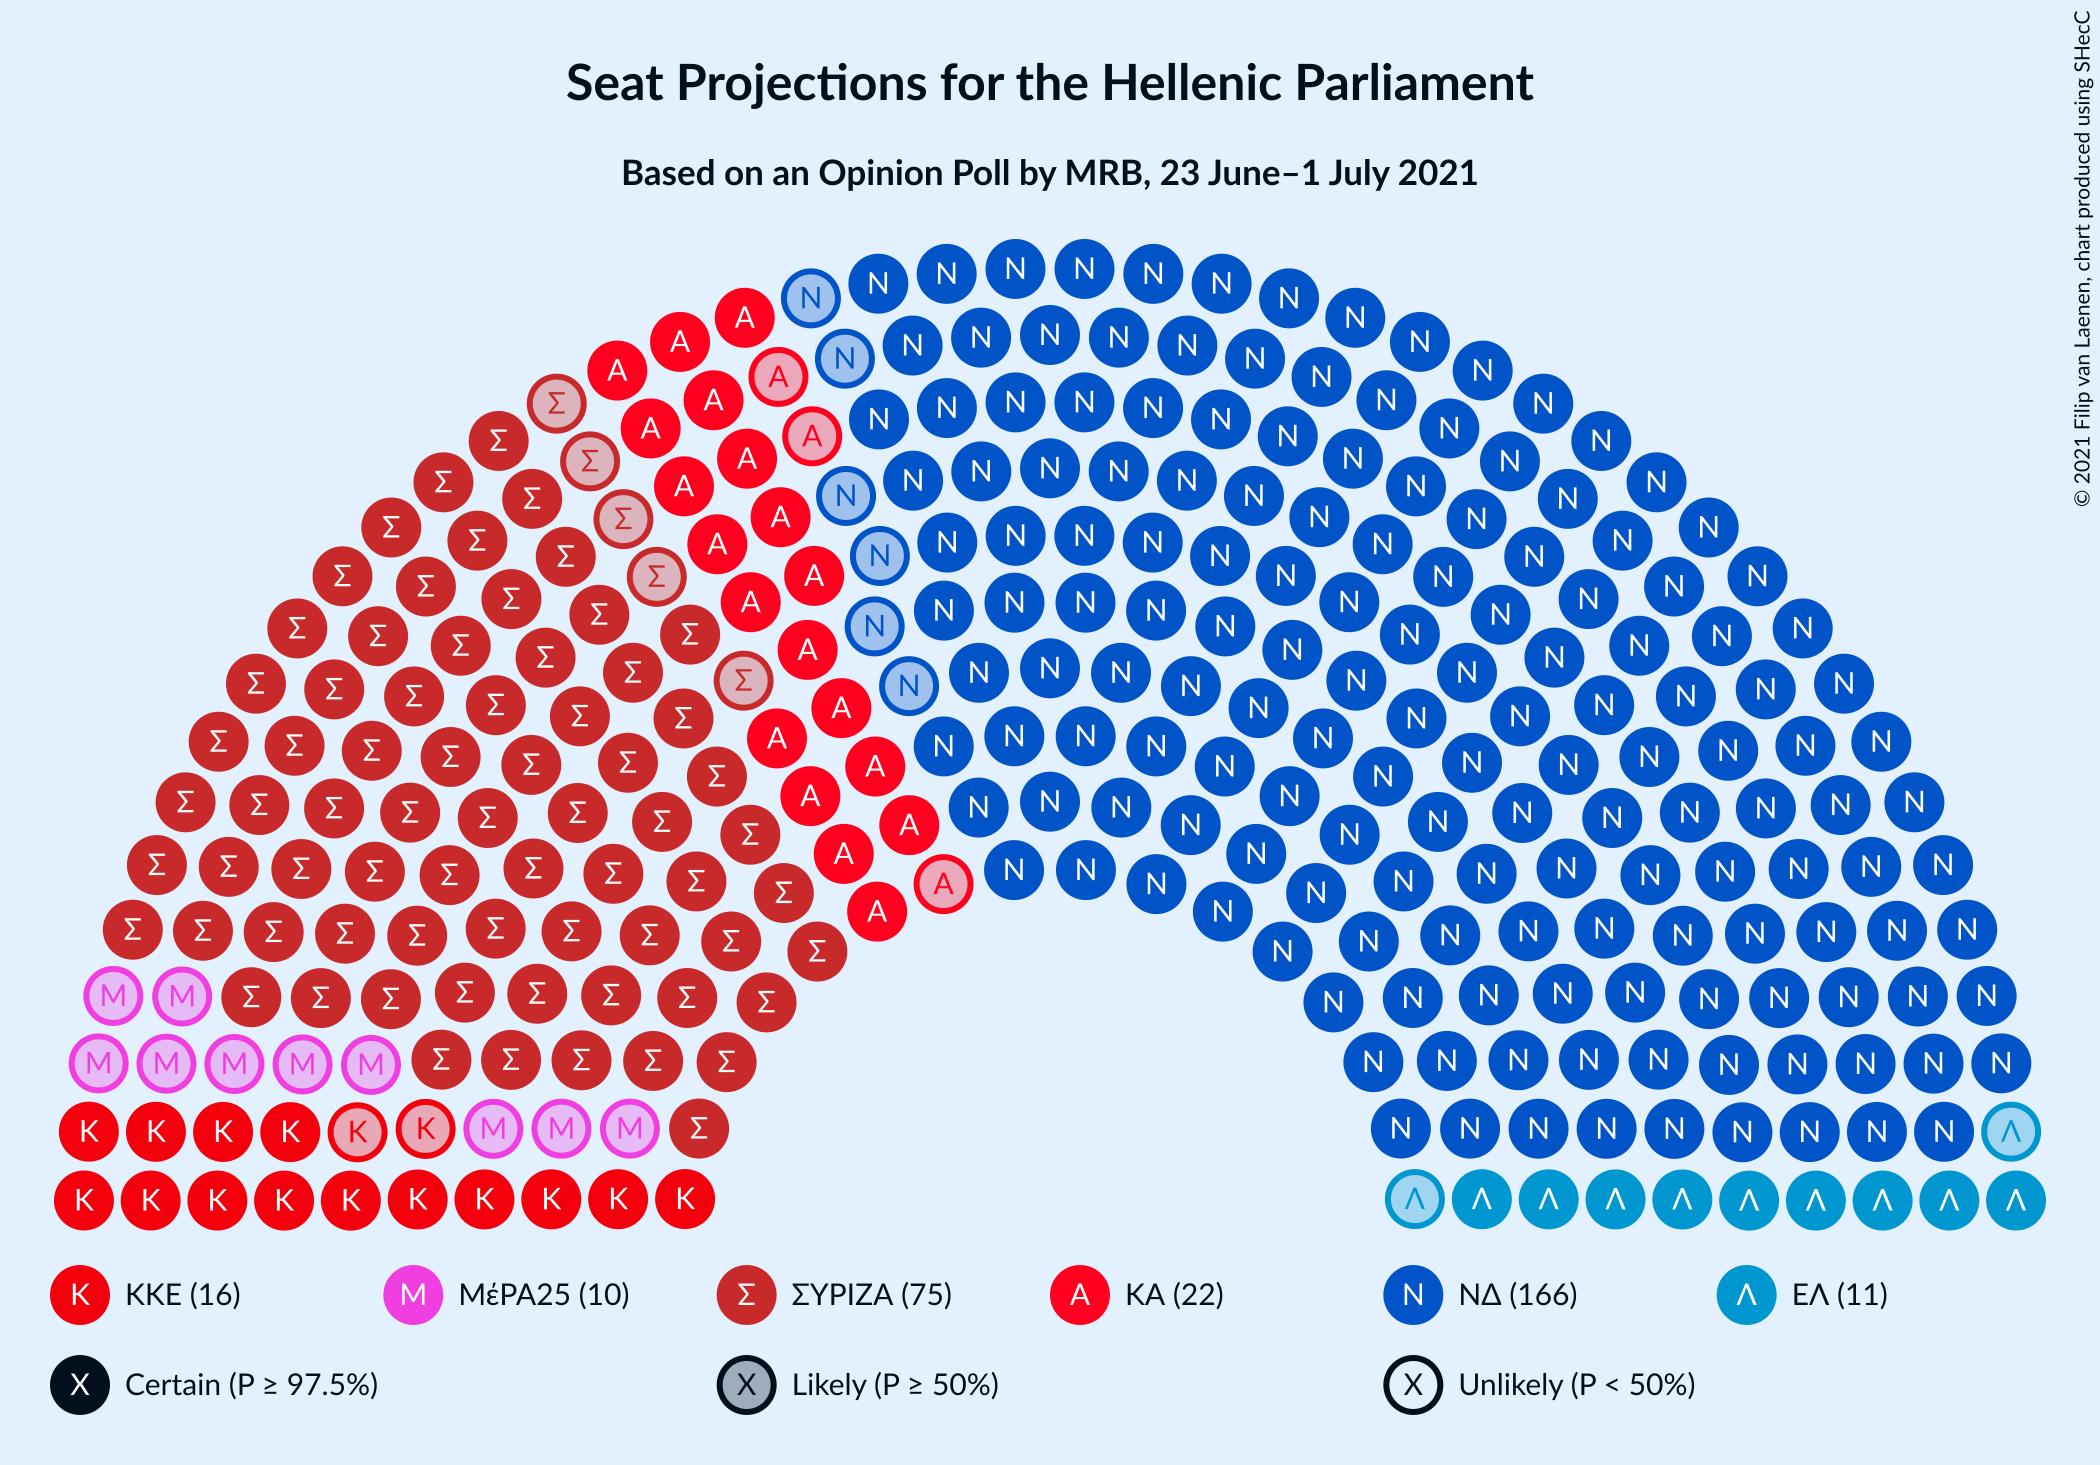 Seat Projections for the Hellenic Parliament
Based on an Opinion Poll by MRB, 23 June–1 July 2021
© 2021 Filip van Laenen, chart produced using SHecC
K ΚΚΕ (16) M ΜέΡΑ25 (10) Σ ΣΥΡΙΖΑ (75) A ΚΑ (22) N ΝΔ (166) Λ ΕΛ (11)
X Certain (P ≥ 97.5%) X Likely (P ≥ 50%) X Unlikely (P < 50%)